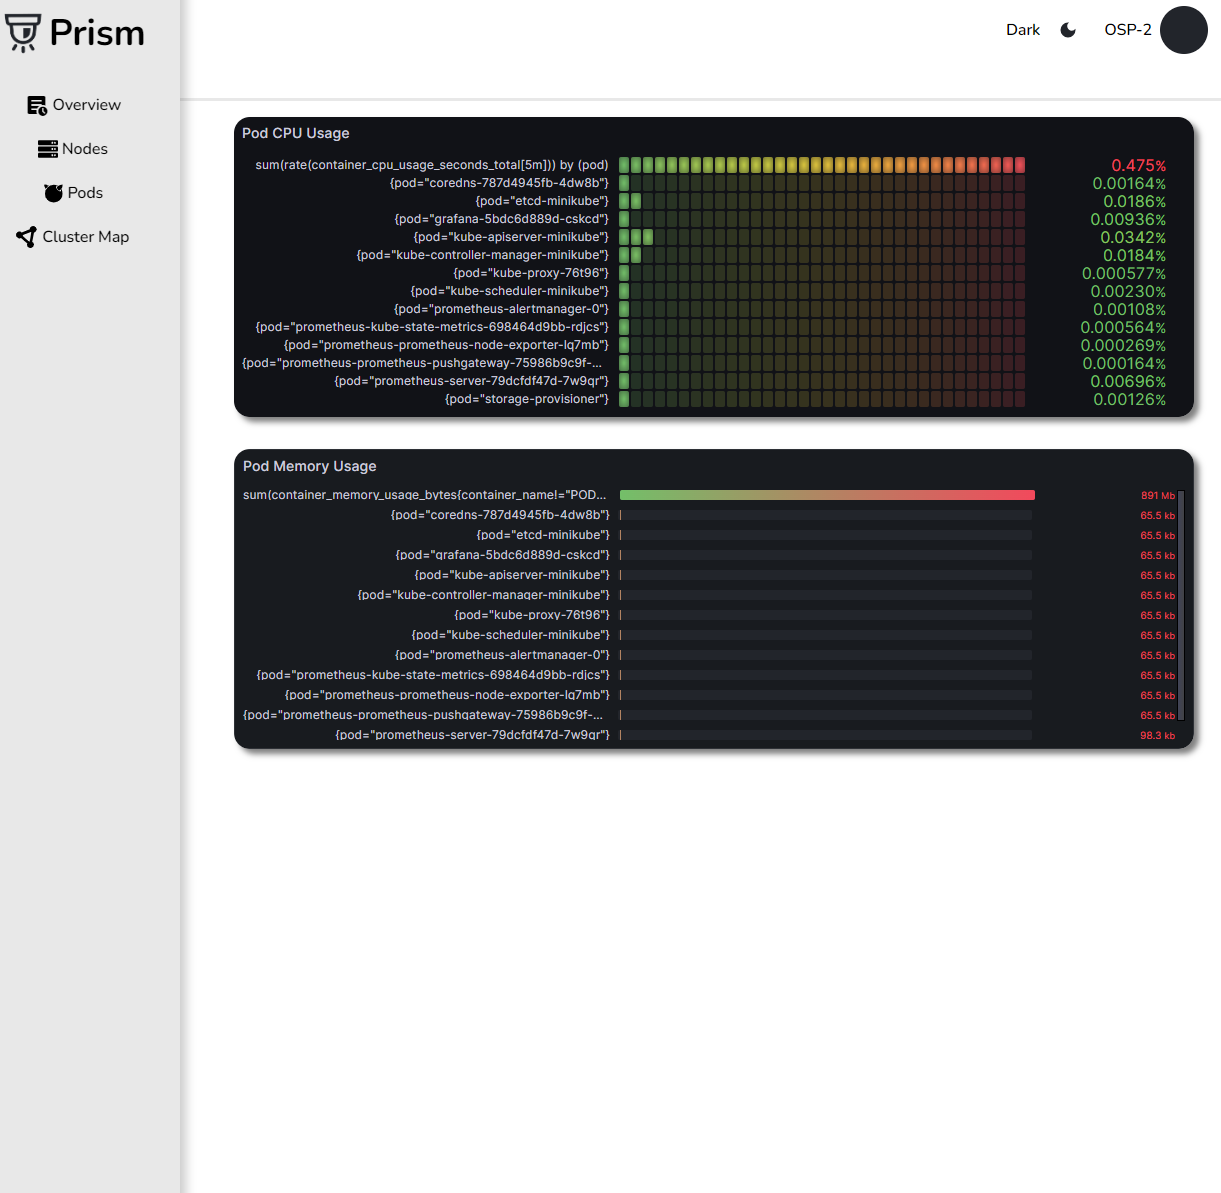 Prism
Dark
OSP-2
Overview
Nodes
Pods
Cluster Map
Pod CPU Usage
sum(rate(container_cpu_usage_seconds_total[5m])) by (pod) 0.475%
{pod="coredns-787d4945fb-4dw8b"} 0.00164%
{pod="etcd-minikube"} 0.0186%
{pod="grafana-5bdc6d889d-cskcd"} 0.00936%
{pod="kube-apiserver-minikube"} 0.0342%
{pod="kube-controller-manager-minikube"} 0.0184%
{pod="kube-proxy-76t96"} 0.000577%
{pod="kube-scheduler-minikube"} 0.00230%
{pod="prometheus-alertmanager-0"} 0.00108%
{pod="prometheus-kube-state-metrics-698464d9bb-rdjcs"} 0.000564%
{pod="prometheus-prometheus-node-exporter-lq7mb"} 0.000269%
{pod="prometheus-prometheus-pushgateway-75986b9c9f-... 0.000164%
{pod="prometheus-server-79dcfdf47d-7w9qr"} 0.00696%
{pod="storage-provisioner"} 0.00126%
Pod Memory Usage
sum(container_memory_usage_bytes{container_name!="POD... 891 Mb
{pod="coredns-787d4945fb-4dw8b"} 65.5 kb
{pod="etcd-minikube"} 65.5 kb
{pod="grafana-5bdc6d889d-cskcd"} 65.5 kb
{pod="kube-apiserver-minikube"} 65.5 kb
{pod="kube-controller-manager-minikube"} 65.5 kb
{pod="kube-proxy-76t96"} 65.5 kb
{pod="kube-scheduler-minikube"} 65.5 kb
{pod="prometheus-alertmanager-0"} 65.5 kb
{pod="prometheus-kube-state-metrics-698464d9bb-rdjcs"} 65.5 kb
{pod="prometheus-prometheus-node-exporter-lq7mb"} 65.5 kb
{pod="prometheus-prometheus-pushgateway-75986b9c9f-... 65.5 kb
{pod="prometheus-server-79dcfdf47d-7w9qr"} 98.3 kb